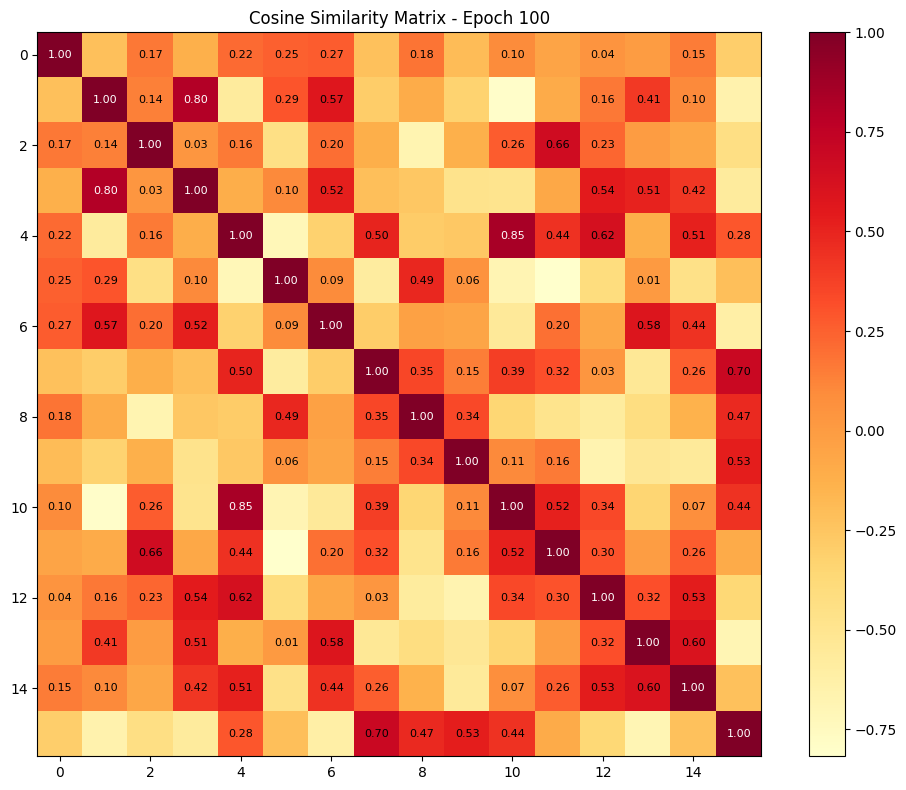 Cosine Similarity Matrix - Epoch 100
0 1.00 0.17 0.22 0.25 0.27 0.18 0.10 0.04 0.15 1.00
1.00 0.14 0.80 0.29 0.57 0.16 0.41 0.10
2 0.17 0.14 1.00 0.03 0.16 0.20 0.26 0.66 0.23 0.75
0.80 0.03 1.00 0.10 0.52 0.54 0.51 0.42
4 0.22 0.16 1.00 0.50 0.85 0.44 0.62 0.51 0.28 0.50
0.25 0.29 0.10 1.00 0.09 0.49 0.06 0.01
6 0.27 0.57 0.20 0.52 0.09 1.00 0.20 0.58 0.44 0.25
0.50 1.00 0.35 0.15 0.39 0.32 0.03 0.26 0.70
8 0.18 0.49 0.35 1.00 0.34 0.47 0.00
0.06 0.15 0.34 1.00 0.11 0.16 0.53
10 0.10 0.26 0.85 0.39 0.11 1.00 0.52 0.34 0.07 0.44 −0.25
0.66 0.44 0.20 0.32 0.16 0.52 1.00 0.30 0.26
12 0.04 0.16 0.23 0.54 0.62 0.03 0.34 0.30 1.00 0.32 0.53 −0.50
0.41 0.51 0.01 0.58 0.32 1.00 0.60
14 0.15 0.10 0.42 0.51 0.44 0.26 0.07 0.26 0.53 0.60 1.00
0.28 0.70 0.47 0.53 0.44 1.00 −0.75
0 2 4 6 8 10 12 14